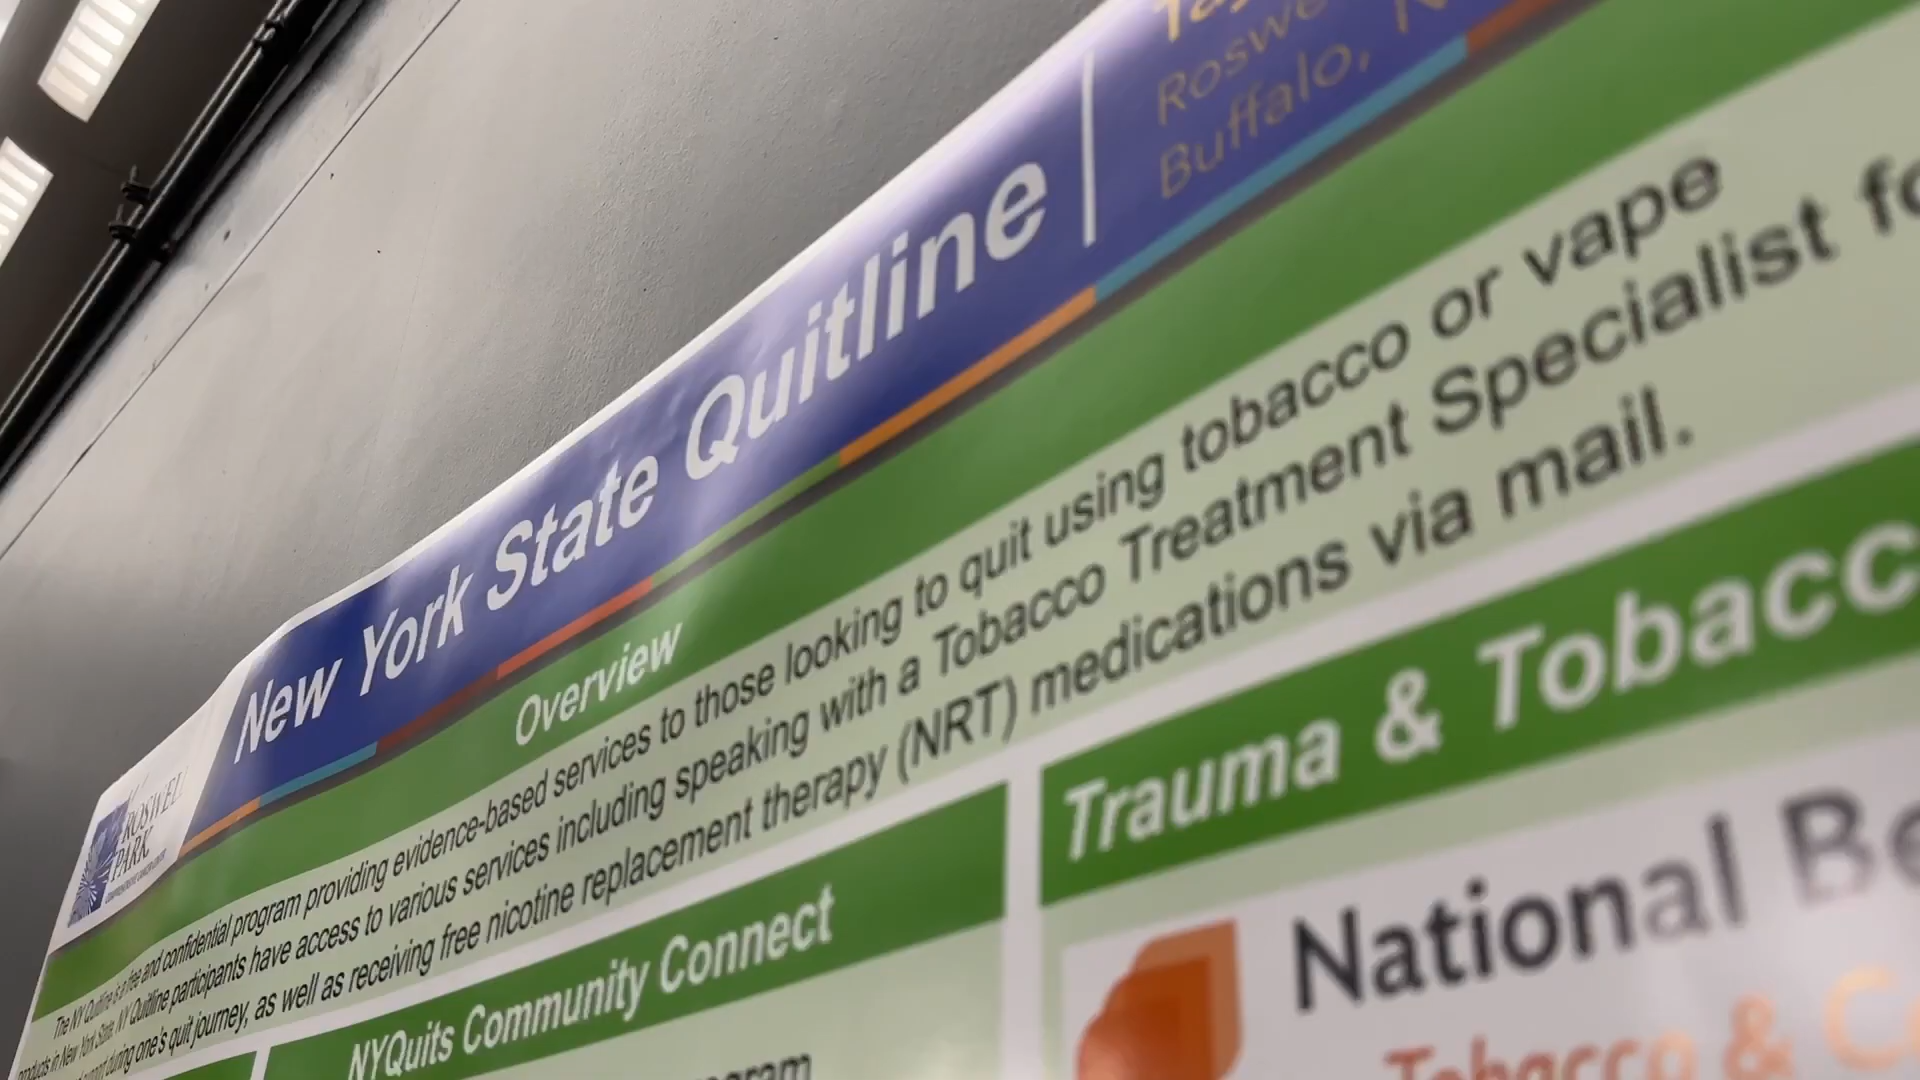 New York State Quitline
Roswe
Buffalo, N
ROSWELL
PARK
COMPREHENSIVE CANCER CENTER
Overview
The NY Quitline is a free and confidential program providing evidence-based services to those looking to quit using tobacco or vape
products in New York State. NY Quitline participants have access to various services including speaking with a Tobacco Treatment Specialist fo
support during one's quit journey, as well as receiving free nicotine replacement therapy (NRT) medications via mail.
NYQuits Community Connect
Trauma & Tobacc
National Be
Tobacco & C